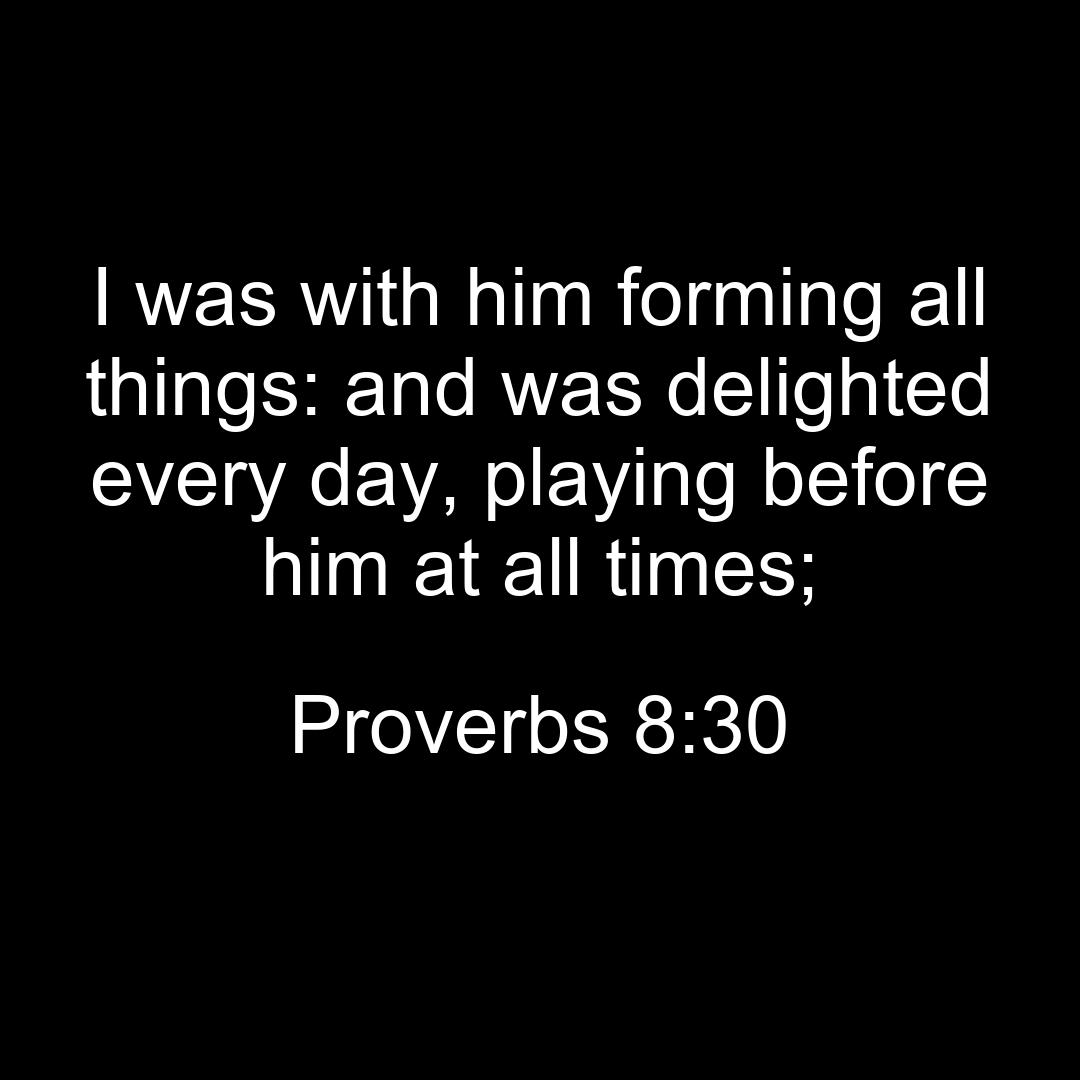 I was with him forming all
things: and was delighted
every day, playing before
him at all times;
Proverbs 8:30